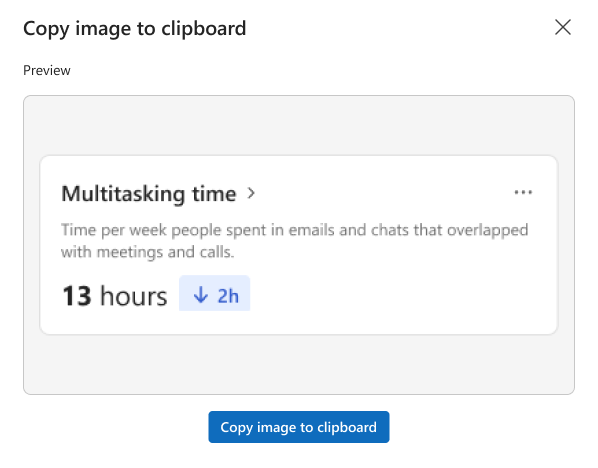 Copy image to clipboard
Preview
Multitasking time
Time per week people spent in emails and chats that overlapped
with meetings and calls.
13 hours ↓ 2h
Copy image to clipboard